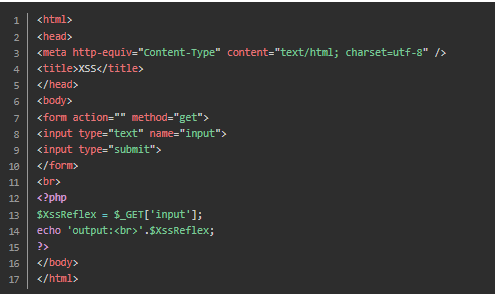 1 <html>
2 <head>
3 <meta http-equiv="Content-Type" content="text/html; charset=utf-8" />
4 <title>XSS</title>
5 </head>
6 <body>
7 <form action="" method="get">
8 <input type="text" name="input">
9 <input type="submit">
10 </form>
11 <br>
12 <?php
13 $XssReflex = $_GET['input'];
14 echo 'output:<br>'.$XssReflex;
15 ?>
16 </body>
17 </html>